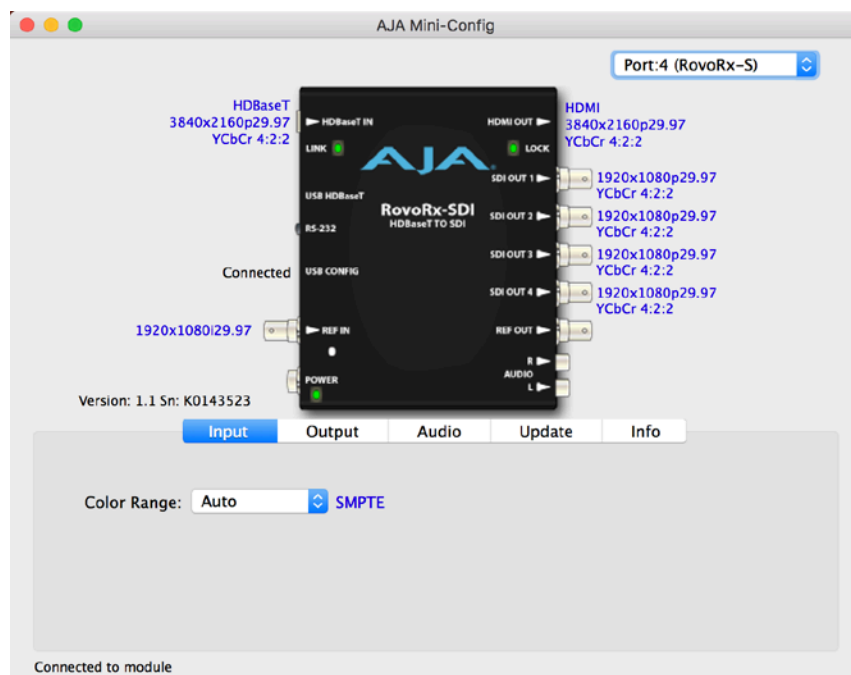 AJA Mini-Config
Port:4 (RovoRx-S)
HDBaseT
3840x2160p29.97
YCbCr 4:2:2
HDMI
3840x2160p29.97
YCbCr 4:2:2
HDBaseT IN
HDMI OUT
LINK
LOCK
AJA
SDI OUT 1
1920x1080p29.97
YCbCr 4:2:2
USB HDBaseT
RovoRx-SDI
HDBaseT TO SDI
SDI OUT 2
1920x1080p29.97
YCbCr 4:2:2
RS-232
SDI OUT 3
1920x1080p29.97
YCbCr 4:2:2
Connected
USB CONFIG
SDI OUT 4
1920x1080p29.97
YCbCr 4:2:2
1920x1080i29.97
REF IN
REF OUT
R
AUDIO
L
POWER
Version: 1.1 Sn: K0143523
Input Output Audio Update Info
Color Range: Auto SMPTE
Connected to module